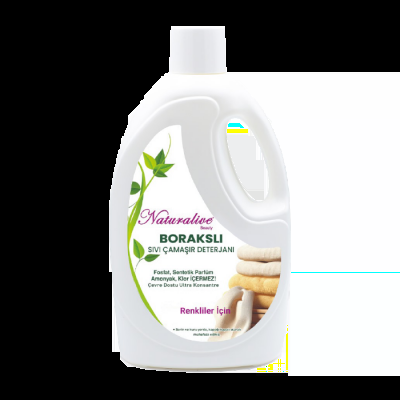 Naturalive
Beauty
BORAKSLI
SIVI ÇAMAŞIR DETERJANI
Fosfat, Sentetik Parfüm
Amonyak, Klor İÇERMEZ!
Çevre Dostu Ultra Konsantre
Renkliler İçin